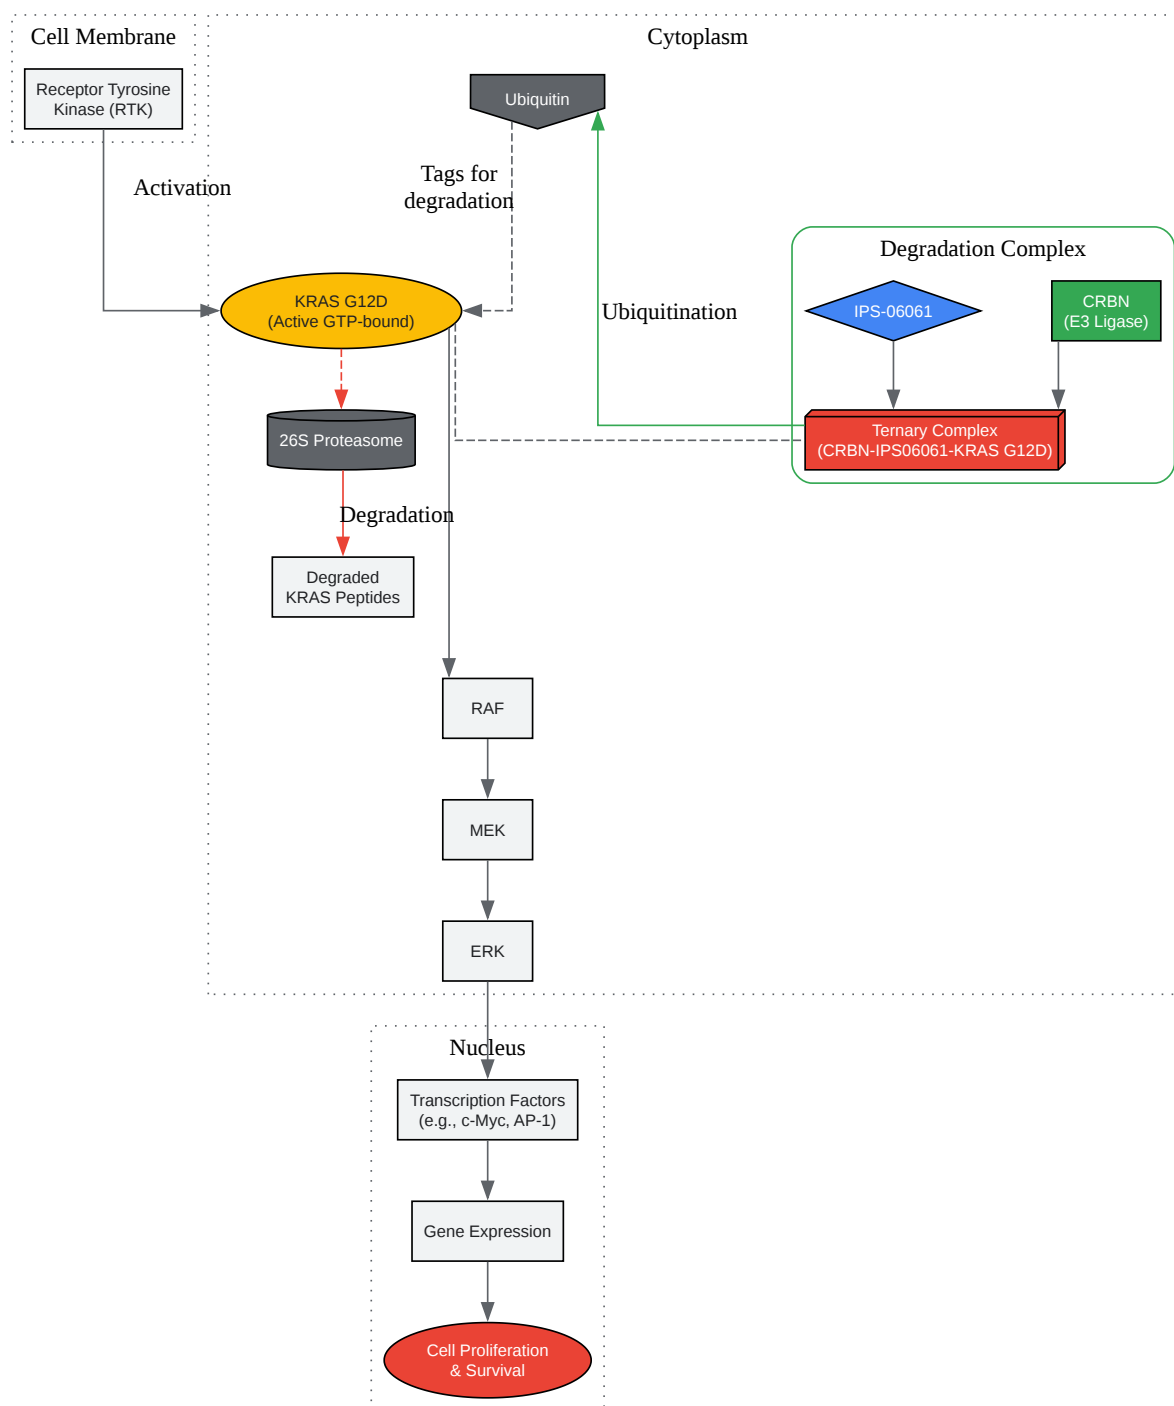 Cell Membrane
Cytoplasm
Receptor Tyrosine
Kinase (RTK)
Ubiquitin
Activation
Tags for
degradation
Degradation Complex
KRAS G12D
(Active GTP-bound)
Ubiquitination
IPS-06061
CRBN
(E3 Ligase)
26S Proteasome
Ternary Complex
(CRBN-IPS06061-KRAS G12D)
Degradation
Degraded
KRAS Peptides
RAF
MEK
ERK
Nucleus
Transcription Factors
(e.g., c-Myc, AP-1)
Gene Expression
Cell Proliferation
& Survival